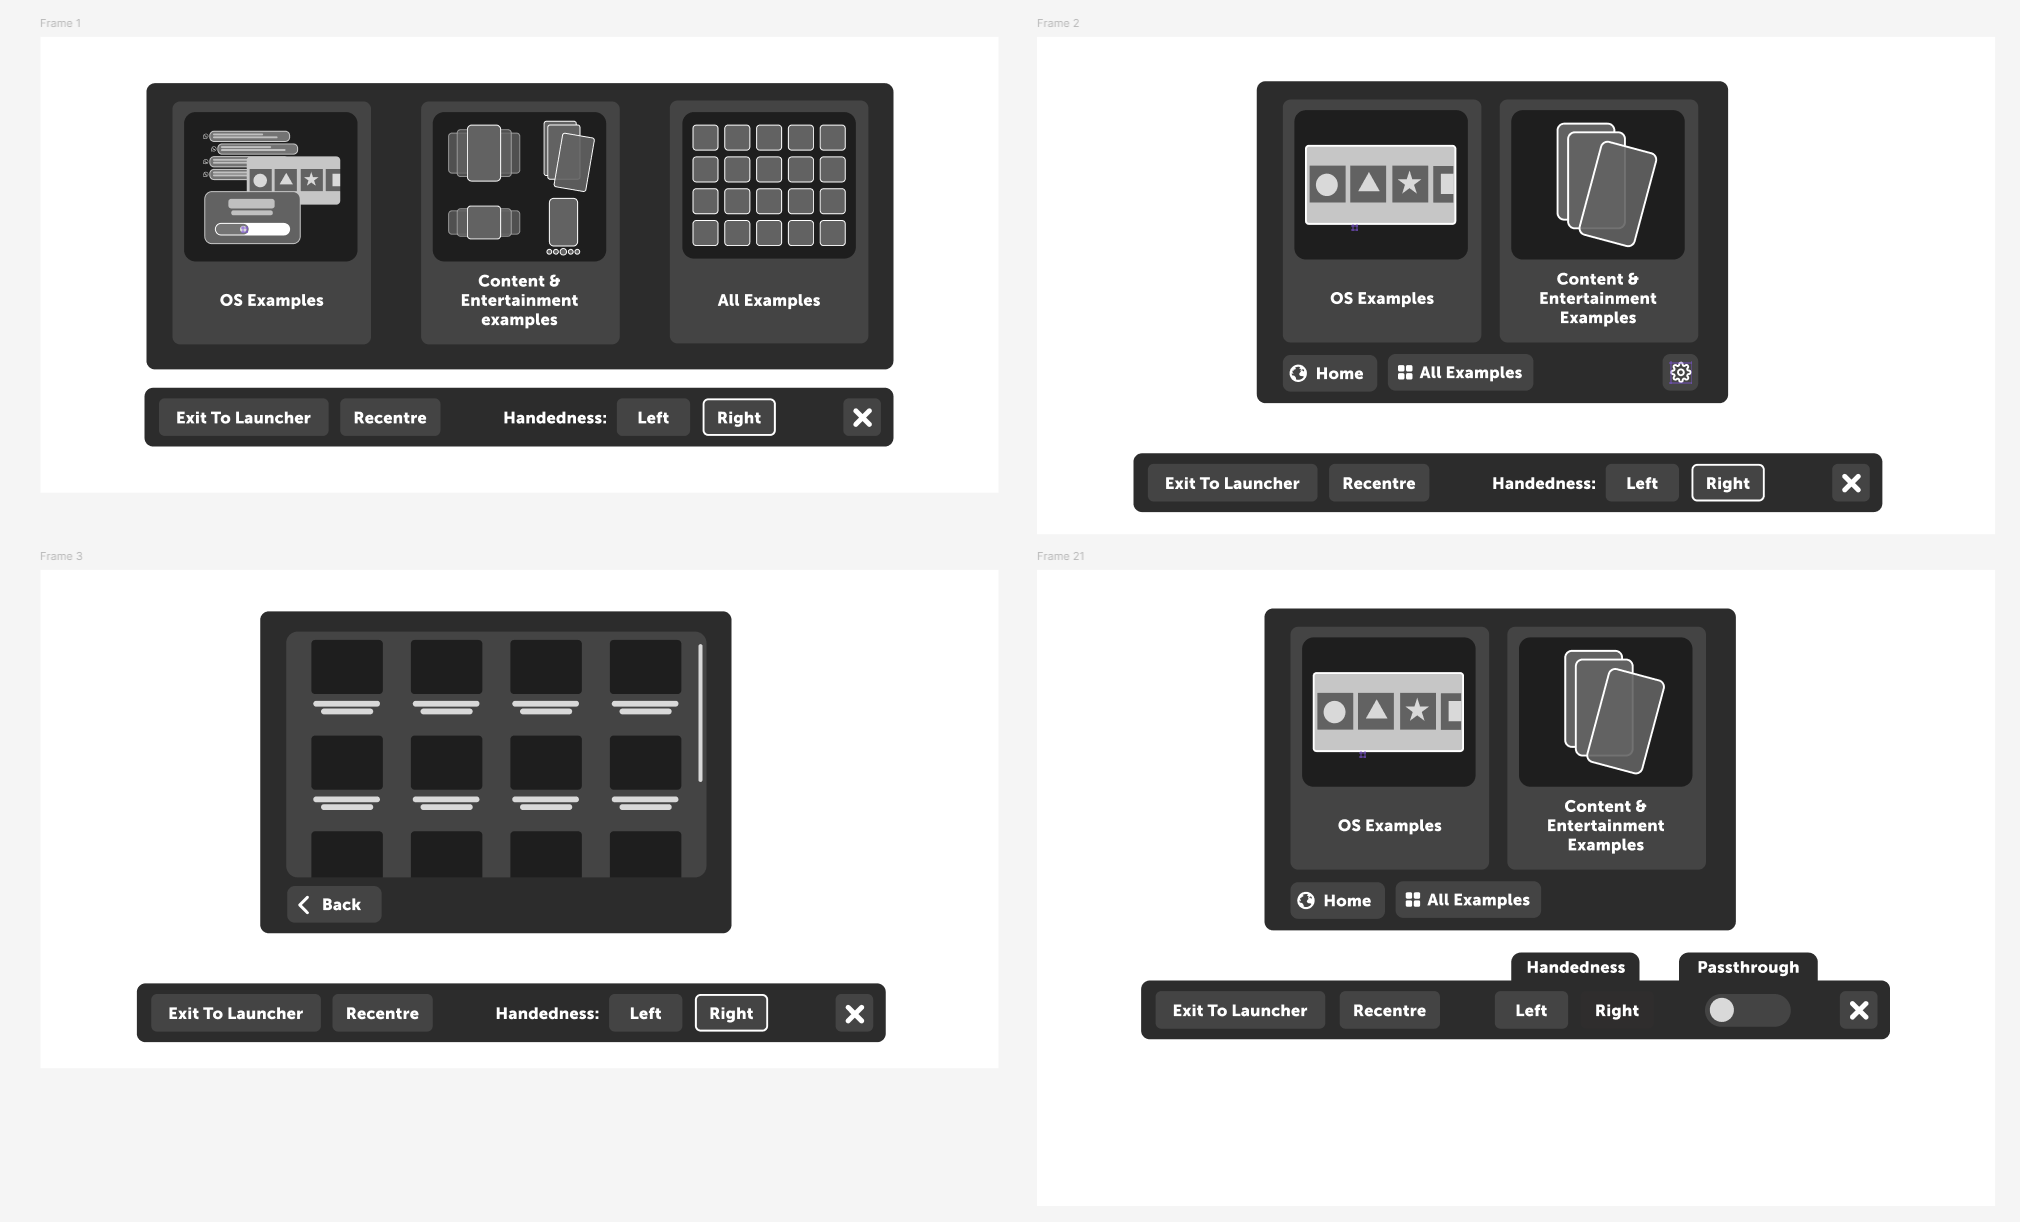 Frame 1
OS Examples
Content &
Entertainment
examples
All Examples
Exit To Launcher
Recentre
Handedness:
Left
Right
Frame 2
OS Examples
Content &
Entertainment
Examples
Home
All Examples
Exit To Launcher
Recentre
Handedness:
Left
Right
Frame 3
Back
Exit To Launcher
Recentre
Handedness:
Left
Right
Frame 21
OS Examples
Content &
Entertainment
Examples
Home
All Examples
Handedness
Passthrough
Exit To Launcher
Recentre
Left
Right